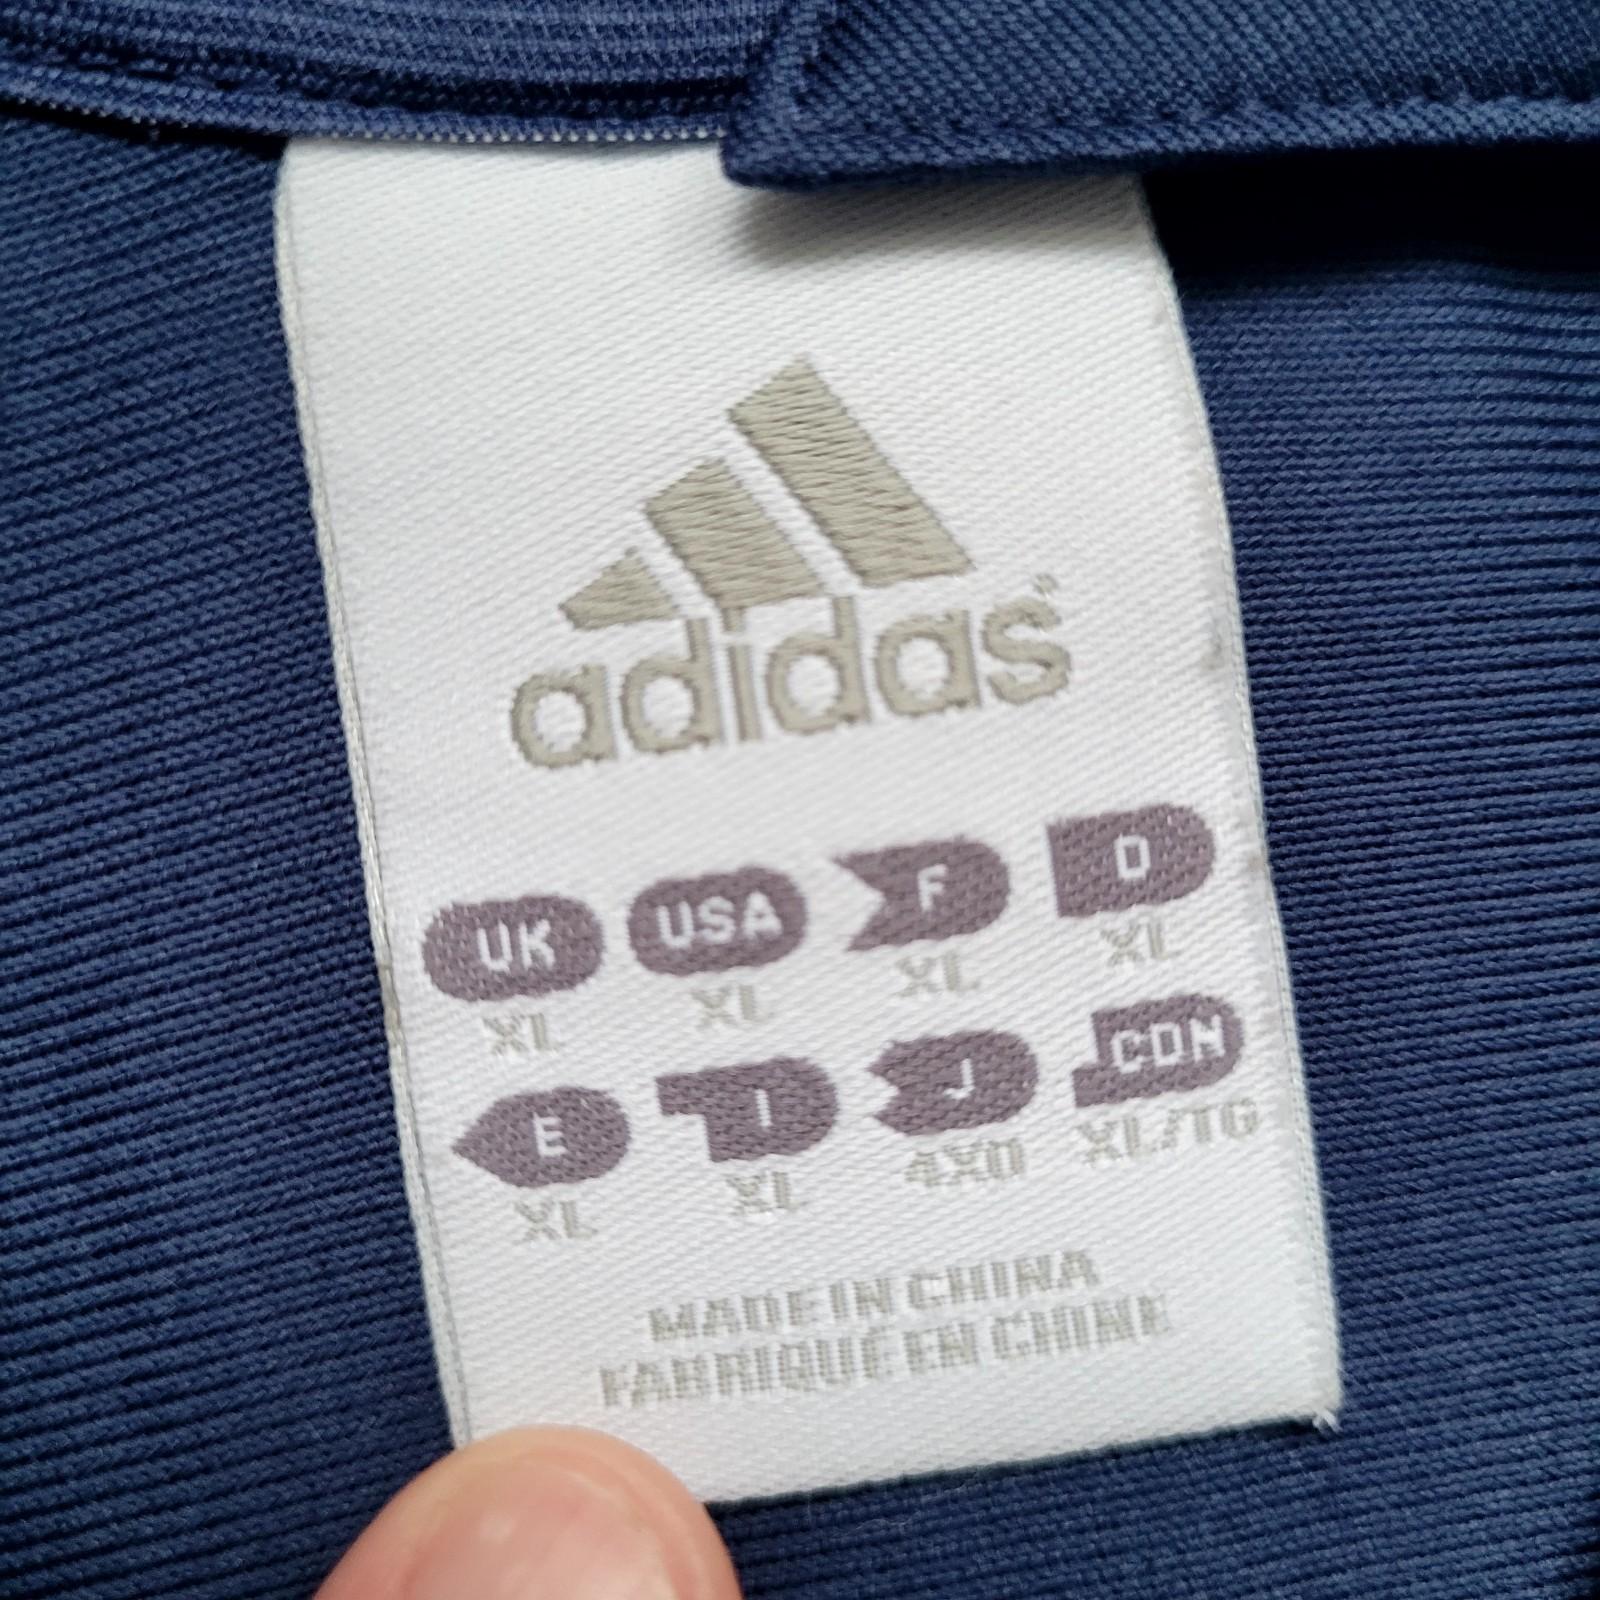 adidas
UK USA F D
XL XL XL XL
E I J CDN
XL XL 4XO XL/TG
MADE IN CHINA
FABRIQUÉ EN CHINE